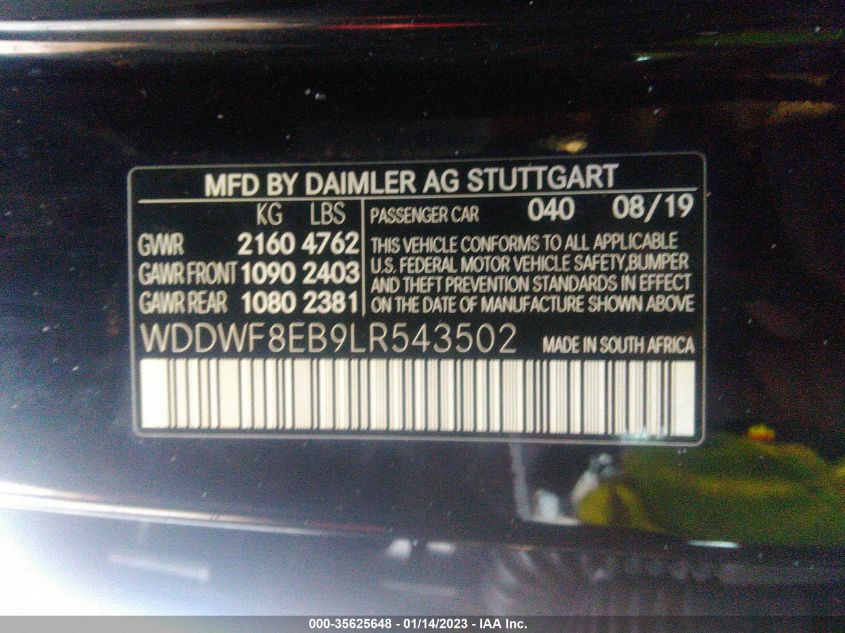 MFD BY DAIMLER AG STUTTGART
KG LBS
GVWR 2160 4762
GAWR FRONT 1090 2403
GAWR REAR 1080 2381
PASSENGER CAR 040 08/19
THIS VEHICLE CONFORMS TO ALL APPLICABLE
U.S. FEDERAL MOTOR VEHICLE SAFETY,BUMPER
AND THEFT PREVENTION STANDARDS IN EFFECT
ON THE DATE OF MANUFACTURE SHOWN ABOVE
WDDWF8EB9LR543502 MADE IN SOUTH AFRICA
000-35625648 - 01/14/2023 - IAA Inc.